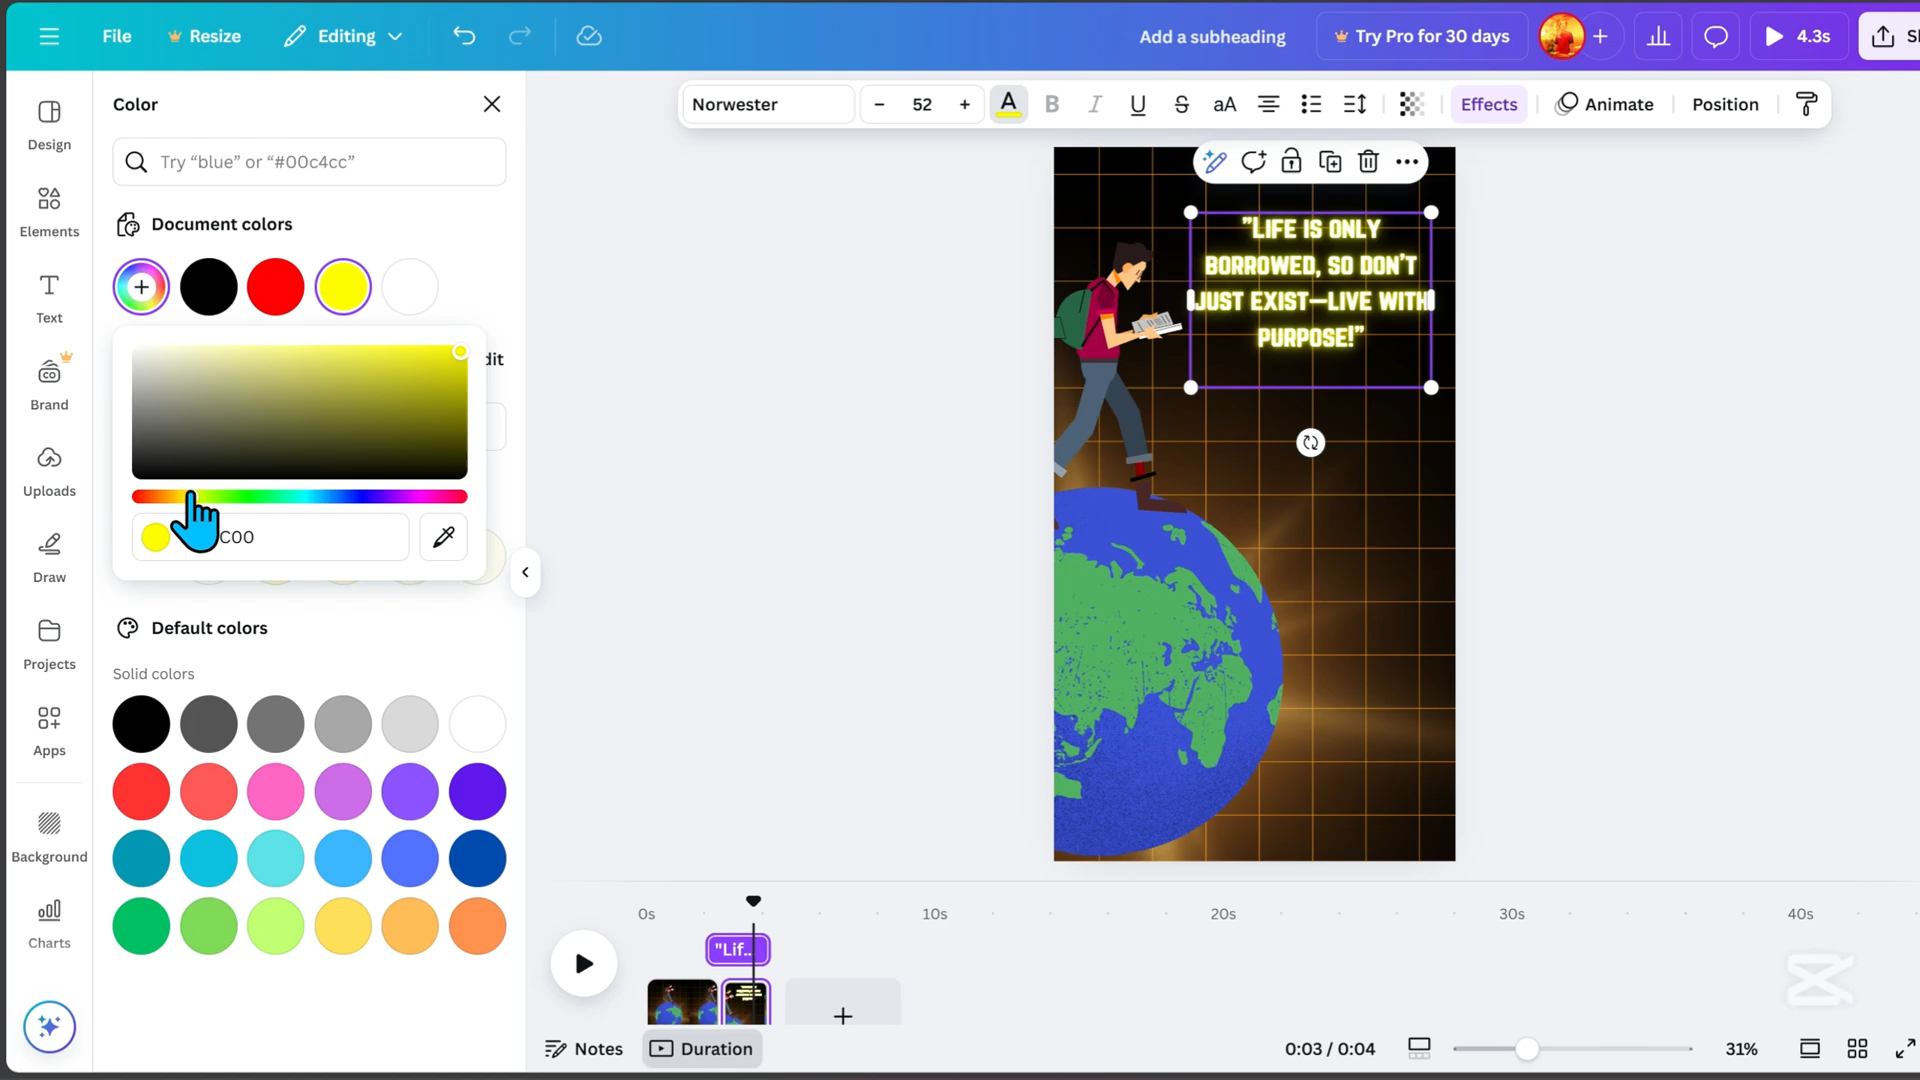 File
Resize
Editing
Add a subheading
Try Pro for 30 days
4.3s
Color
Norwester
52
A
aA
Effects
Animate
Position
Try “blue” or “#00c4cc”
Document colors
Design
Elements
Text
Brand
Uploads
Draw
Projects
Apps
Background
Charts
dit
C00
Default colors
Solid colors
"Life is only
borrowed, so don't
just exist—live with
purpose!"
0s
10s
20s
30s
40s
"Lif...
Notes
Duration
0:03 / 0:04
31%